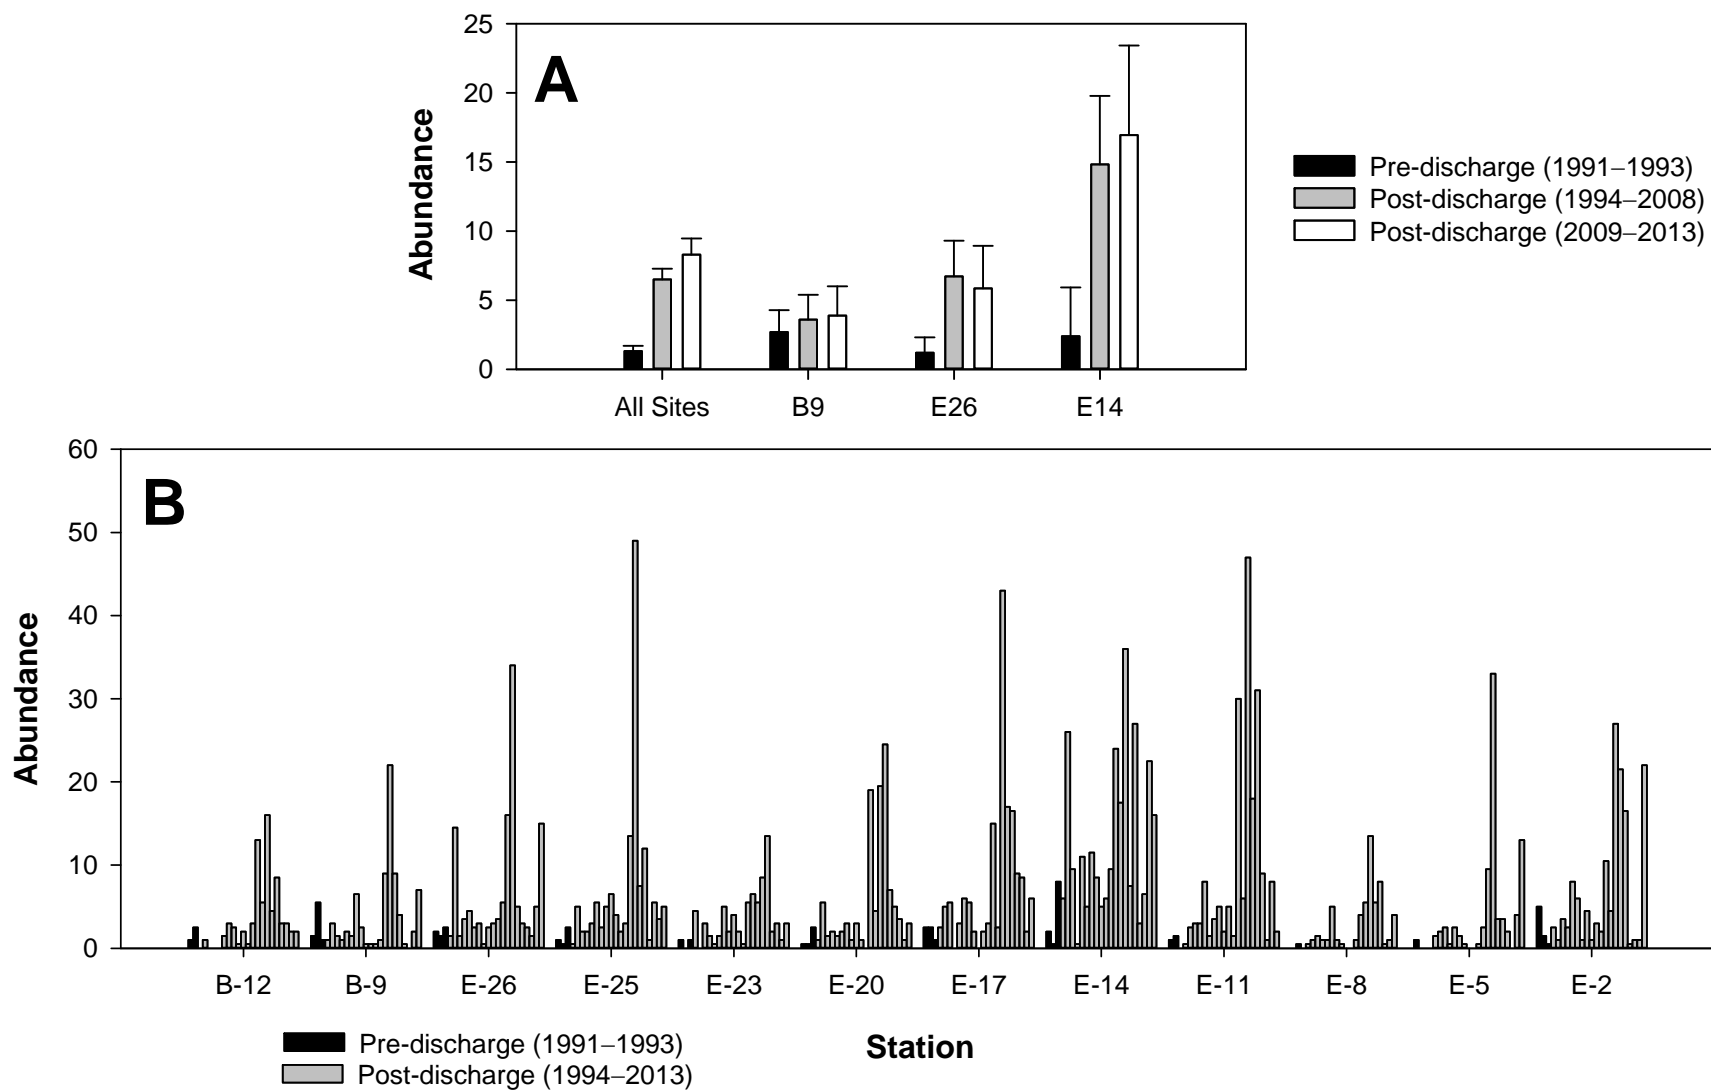 25
20
15
10
5
0
Abundance
A
All Sites B9 E26 E14
Pre-discharge (1991–1993)
Post-discharge (1994–2008)
Post-discharge (2009–2013)
60
50
40
30
20
10
0
Abundance
B
B-12 B-9 E-26 E-25 E-23 E-20 E-17 E-14 E-11 E-8 E-5 E-2
Station
Pre-discharge (1991–1993)
Post-discharge (1994–2013)